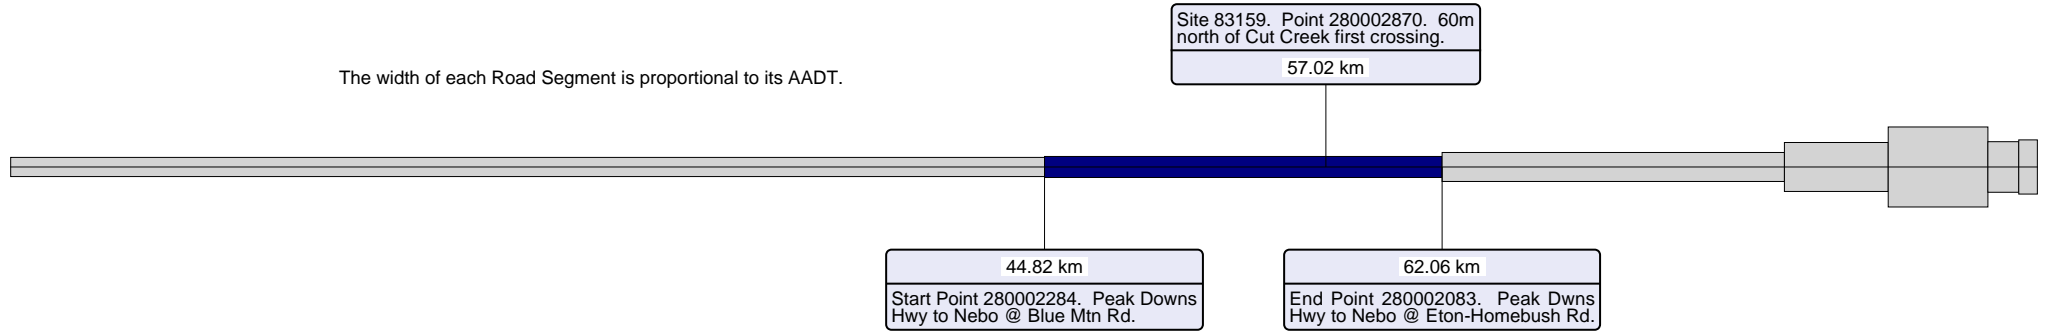 Site 83159. Point 280002870. 60m
north of Cut Creek first crossing.
57.02 km
The width of each Road Segment is proportional to its AADT.
44.82 km
Start Point 280002284. Peak Downs
Hwy to Nebo @ Blue Mtn Rd.
62.06 km
End Point 280002083. Peak Dwns
Hwy to Nebo @ Eton-Homebush Rd.